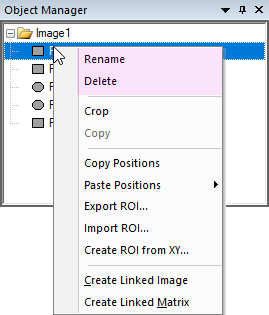 Object Manager
Image1
Rename
Delete
Crop
Copy
Copy Positions
Paste Positions
Export ROI...
Import ROI...
Create ROI from XY...
Create Linked Image
Create Linked Matrix